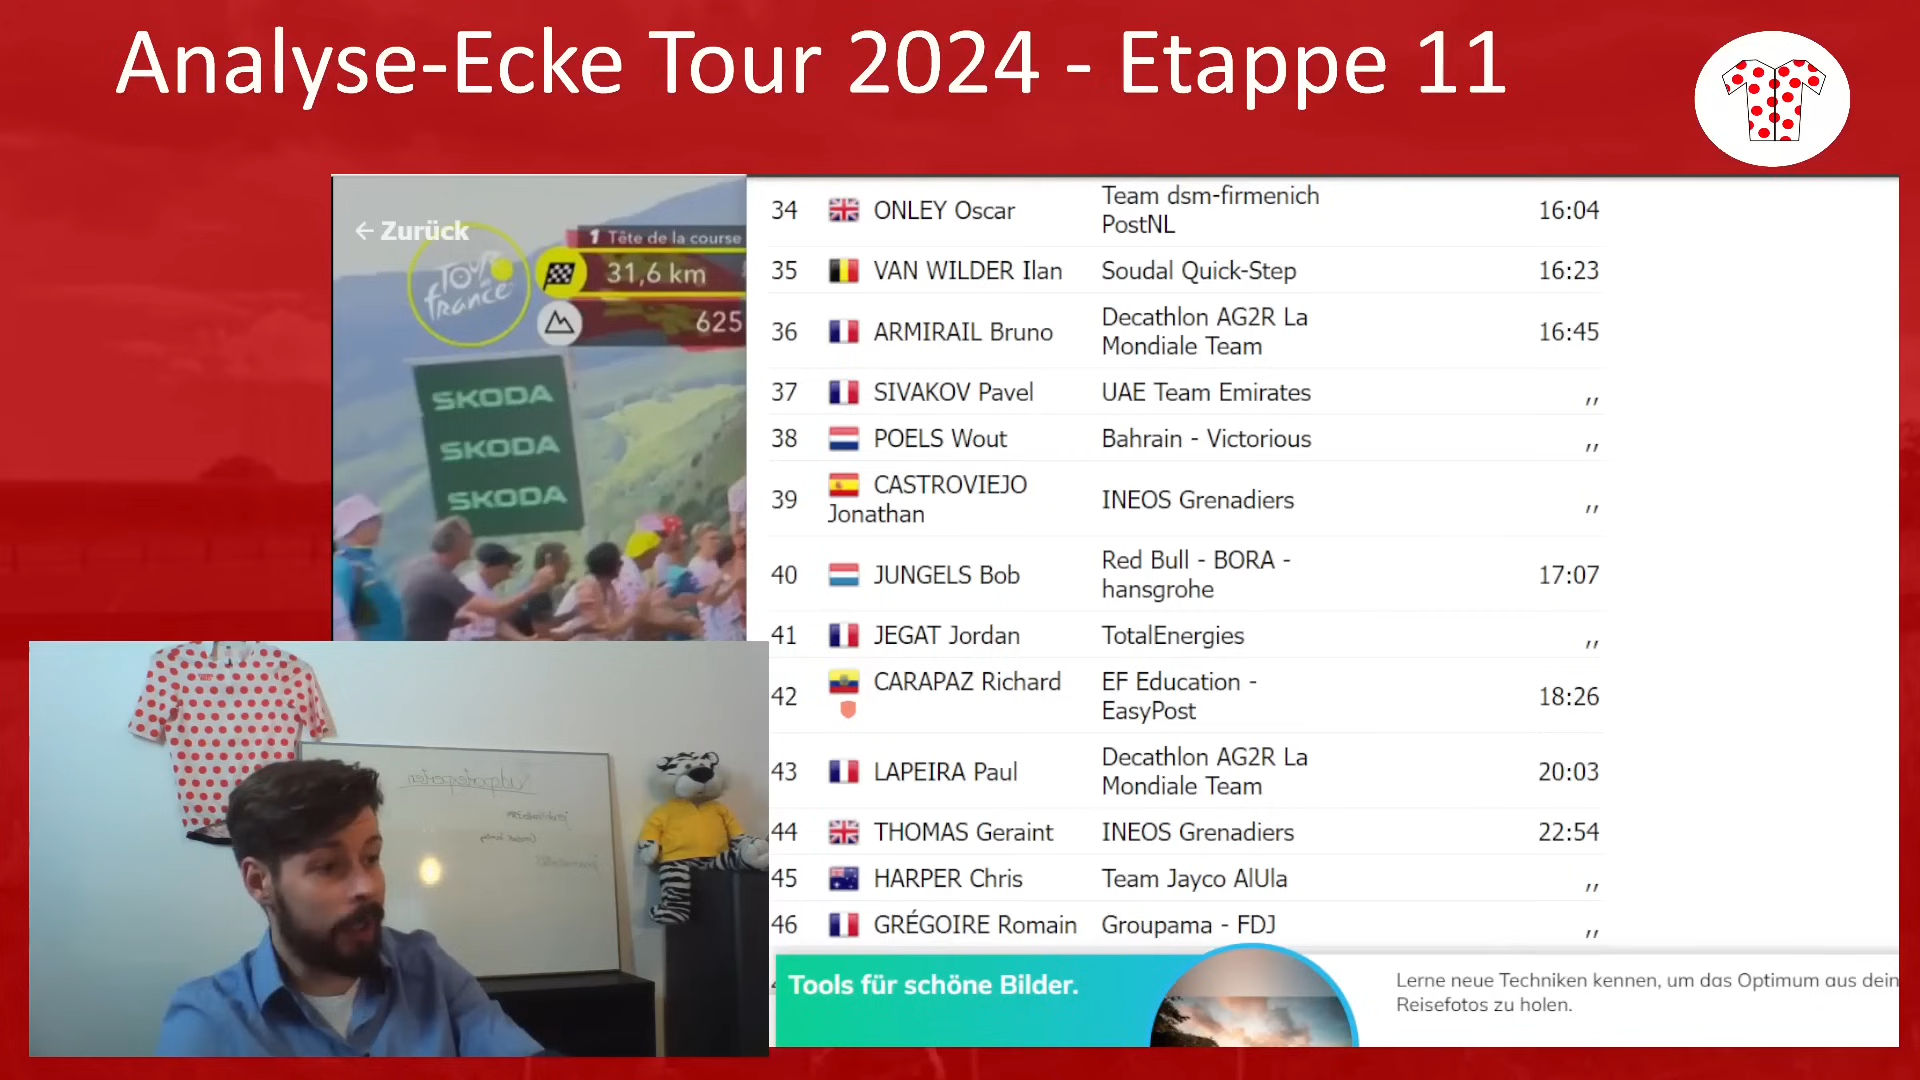 Analyse-Ecke Tour 2024 - Etappe 11
← Zurück
TOUR de france
1 Tête de la course
31,6 km
625
SKODA
SKODA
SKODA
34 ONLEY Oscar Team dsm-firmenich PostNL 16:04
35 VAN WILDER Ilan Soudal Quick-Step 16:23
36 ARMIRAIL Bruno Decathlon AG2R La Mondiale Team 16:45
37 SIVAKOV Pavel UAE Team Emirates ,,
38 POELS Wout Bahrain - Victorious ,,
39 CASTROVIEJO Jonathan INEOS Grenadiers ,,
40 JUNGELS Bob Red Bull - BORA - hansgrohe 17:07
41 JEGAT Jordan TotalEnergies ,,
42 CARAPAZ Richard EF Education - EasyPost 18:26
43 LAPEIRA Paul Decathlon AG2R La Mondiale Team 20:03
44 THOMAS Geraint INEOS Grenadiers 22:54
45 HARPER Chris Team Jayco AlUla ,,
46 GRÉGOIRE Romain Groupama - FDJ ,,
Tools für schöne Bilder.
Lerne neue Techniken kennen, um das Optimum aus dein
Reisefotos zu holen.